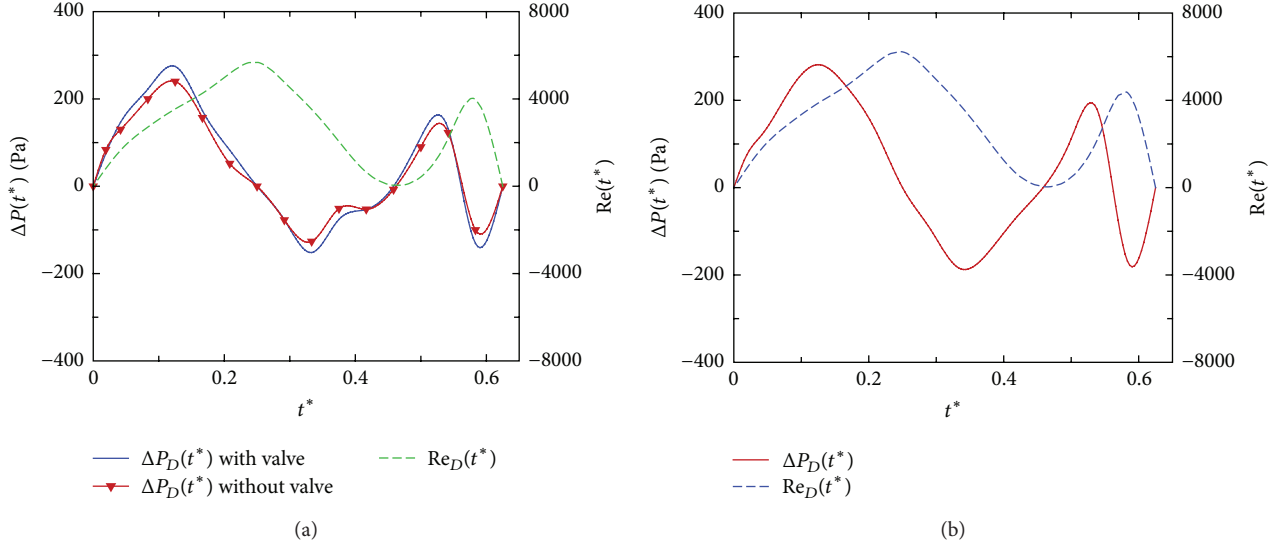 400
200
0
−200
−400
ΔP(t*) (Pa)
8000
4000
0
−4000
−8000
Re(t*)
0 0.2 0.4 0.6
t*
ΔP_D(t*) with valve
ΔP_D(t*) without valve
Re_D(t*)
(a)
400
200
0
−200
−400
ΔP(t*) (Pa)
8000
4000
0
−4000
−8000
Re(t*)
0 0.2 0.4 0.6
t*
ΔP_D(t*)
Re_D(t*)
(b)